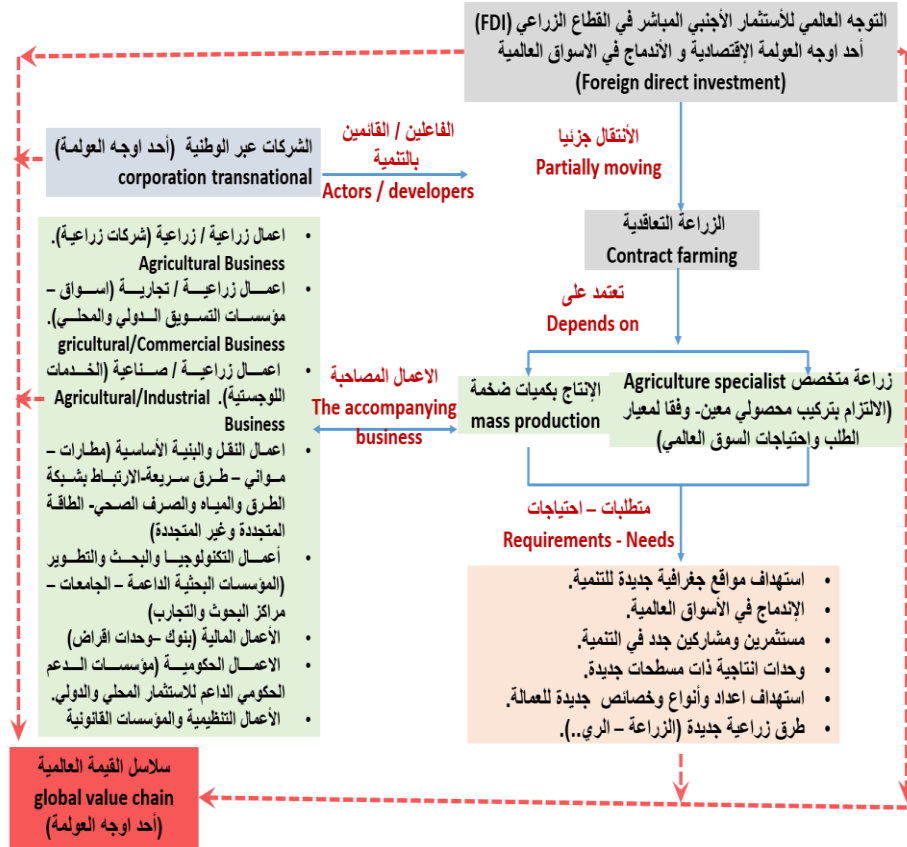 التوجه العالمي للأستثمار الأجنبي المباشر في القطاع الزراعي (FDI)
أحد اوجه العولمة الإقتصادية و الأندماج في الاسواق العالمية
(Foreign direct investment)
الشركات عبر الوطنية (أحد اوجه العولمة)
corporation transnational
الفاعلين / القائمين
بالتنمية
Actors / developers
الأنتقال جزئيا
Partially moving
الزراعة التعاقدية
Contract farming
تعتمد على
Depends on
زراعة متخصص Agriculture specialist
(الالتزام بتركيب محصولي معين- وفقا لمعيار
الطلب واحتياجات السوق العالمي)
الإنتاج بكميات ضخمة
mass production
الاعمال المصاحبة
The accompanying
business
• اعمال زراعية / زراعية (شركات زراعية).
Agricultural Business
• اعمال زراعية / تجارية (اسواق –
مؤسسات التسويق الدولي والمحلي).
gricultural/Commercial Business
• اعمال زراعية / صناعية (الخدمات
اللوجستية). Agricultural/Industrial
Business
• اعمال النقل والبنية الأساسية (مطارات –
مواني – طرق سريعة-الارتباط بشبكة
الطرق والمياه والصرف الصحي- الطاقة
المتجددة وغير المتجددة)
• أعمال التكنولوجيا والبحث والتطوير
(المؤسسات البحثية الداعمة – الجامعات –
مراكز البحوث والتجارب)
• الأعمال المالية (بنوك –وحدات اقراض)
• الاعمال الحكومية (مؤسسات الدعم
الحكومي الداعم للاستثمار المحلي والدولي.
• الأعمال التنظيمية والمؤسسات القانونية
متطلبات – احتياجات
Requirements - Needs
• استهداف مواقع جغرافية جديدة للتنمية.
• الإندماج في الأسواق العالمية.
• مستثمرين ومشاركين جدد في التنمية.
• وحدات انتاجية ذات مسطحات جديدة.
• استهداف اعداد وأنواع وخصائص جديدة للعمالة.
• طرق زراعية جديدة (الزراعة – الري..).
سلاسل القيمة العالمية
global value chain
(أحد اوجه العولمة)